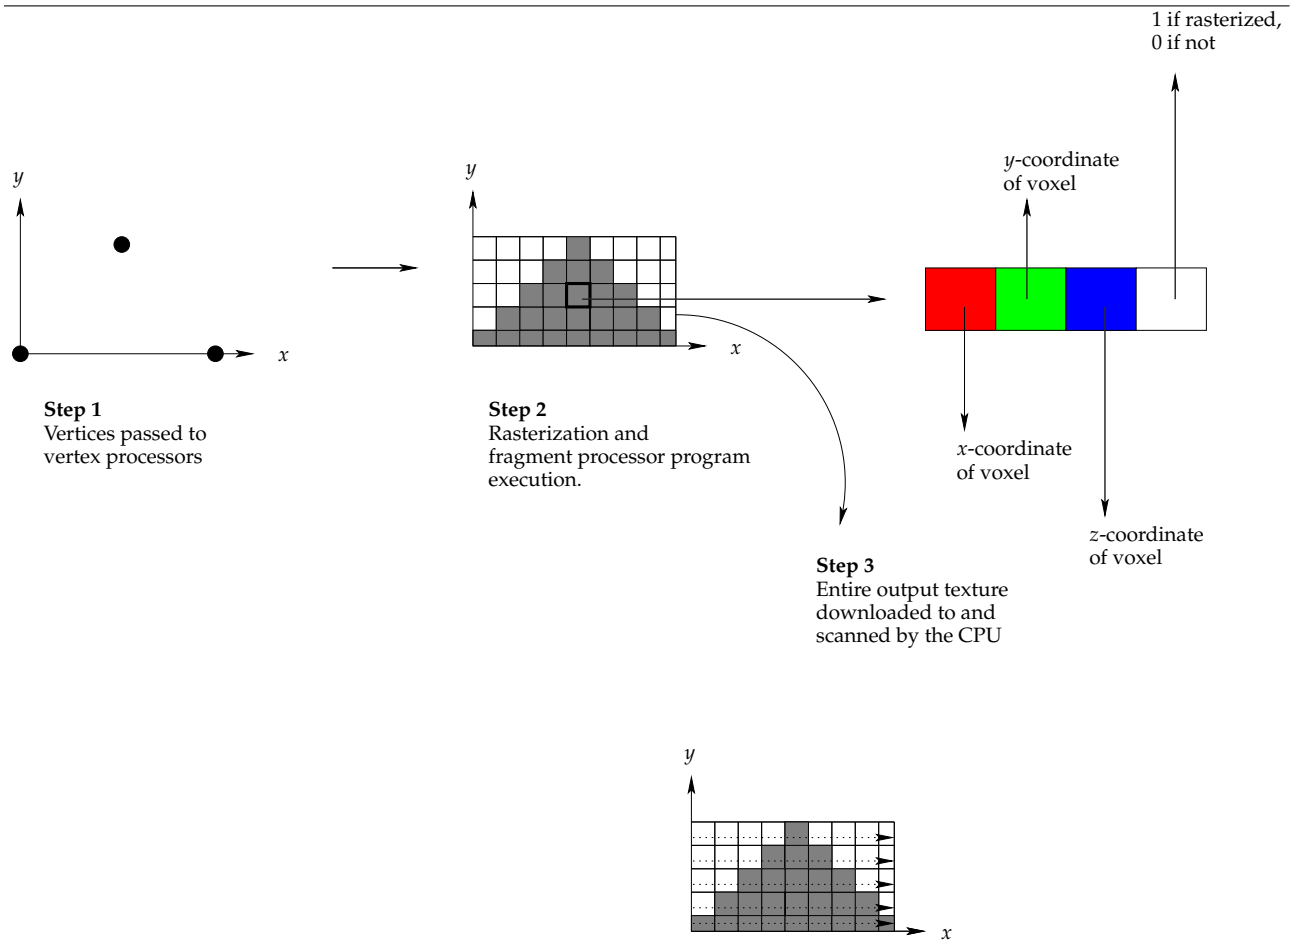 1 if rasterized,
0 if not
y-coordinate
of voxel
y
y
x
x
Step 1
Vertices passed to
vertex processors
Step 2
Rasterization and
fragment processor program
execution.
x-coordinate
of voxel
z-coordinate
of voxel
Step 3
Entire output texture
downloaded to and
scanned by the CPU
y
x